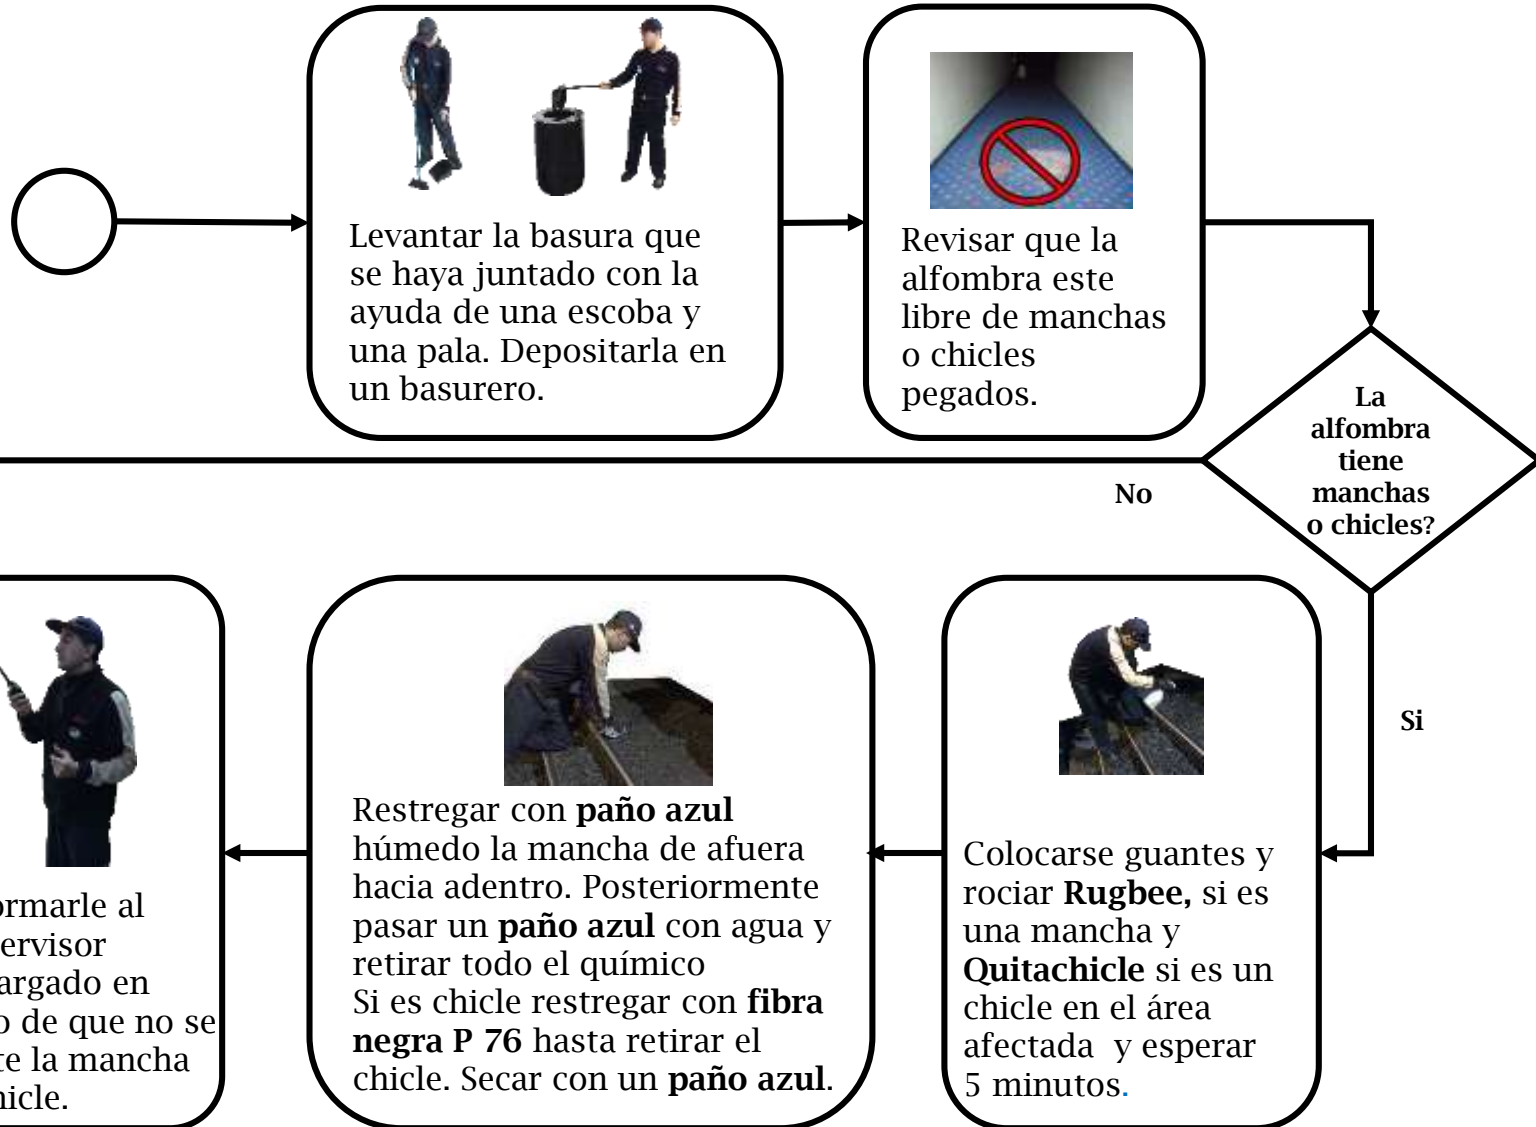 Levantar la basura que
se haya juntado con la
ayuda de una escoba y
una pala. Depositarla en
un basurero.
Revisar que la
alfombra este
libre de manchas
o chicles
pegados.
La
alfombra
tiene
manchas
o chicles?
No
Si
Colocarse guantes y
rociar Rugbee, si es
una mancha y
Quitachicle si es un
chicle en el área
afectada y esperar
5 minutos.
Restregar con paño azul
húmedo la mancha de afuera
hacia adentro. Posteriormente
pasar un paño azul con agua y
retirar todo el químico
Si es chicle restregar con fibra
negra P 76 hasta retirar el
chicle. Secar con un paño azul.
ormarle al
ervisor
argado en
o de que no se
te la mancha
hicle.